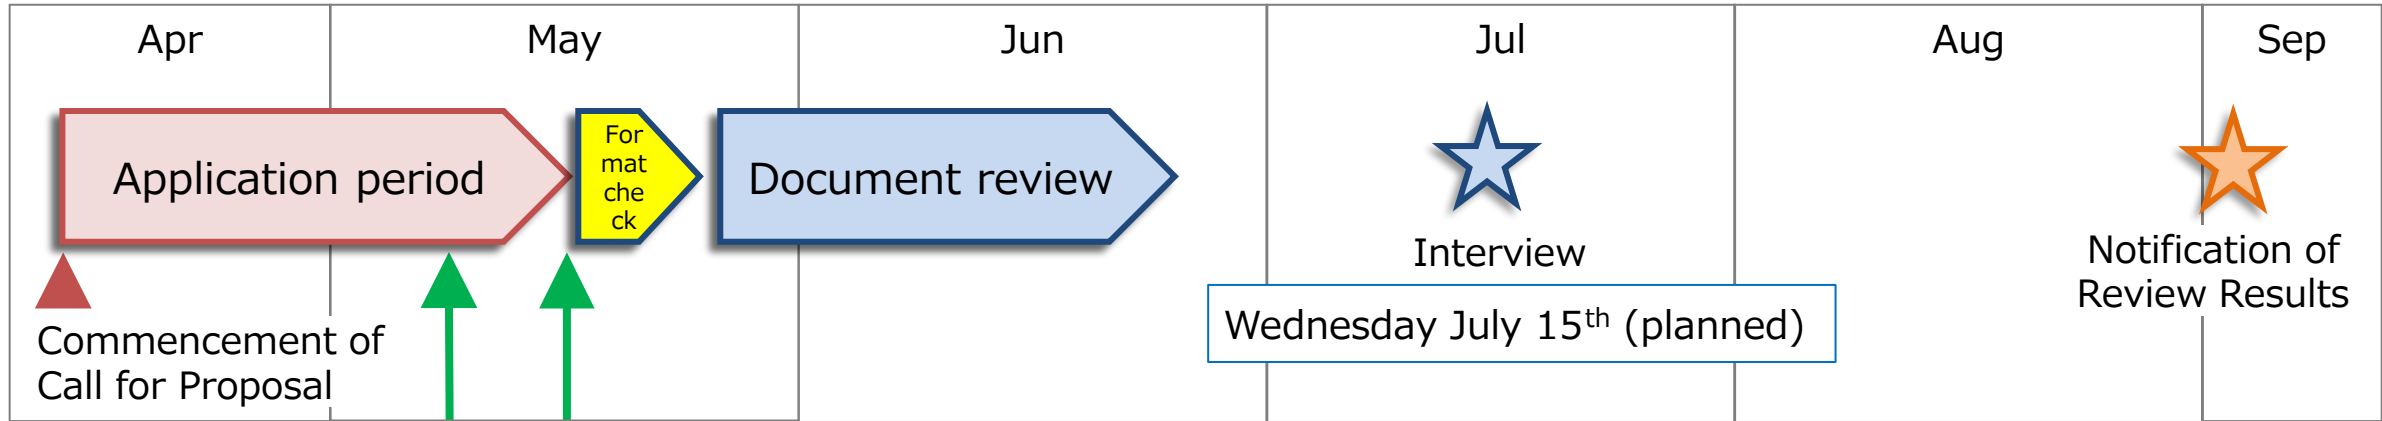 Apr
May
Jun
Jul
Aug
Sep
Application period
For
mat
che
ck
Document review
Interview
Wednesday July 15th (planned)
Notification of
Review Results
Commencement of
Call for Proposal